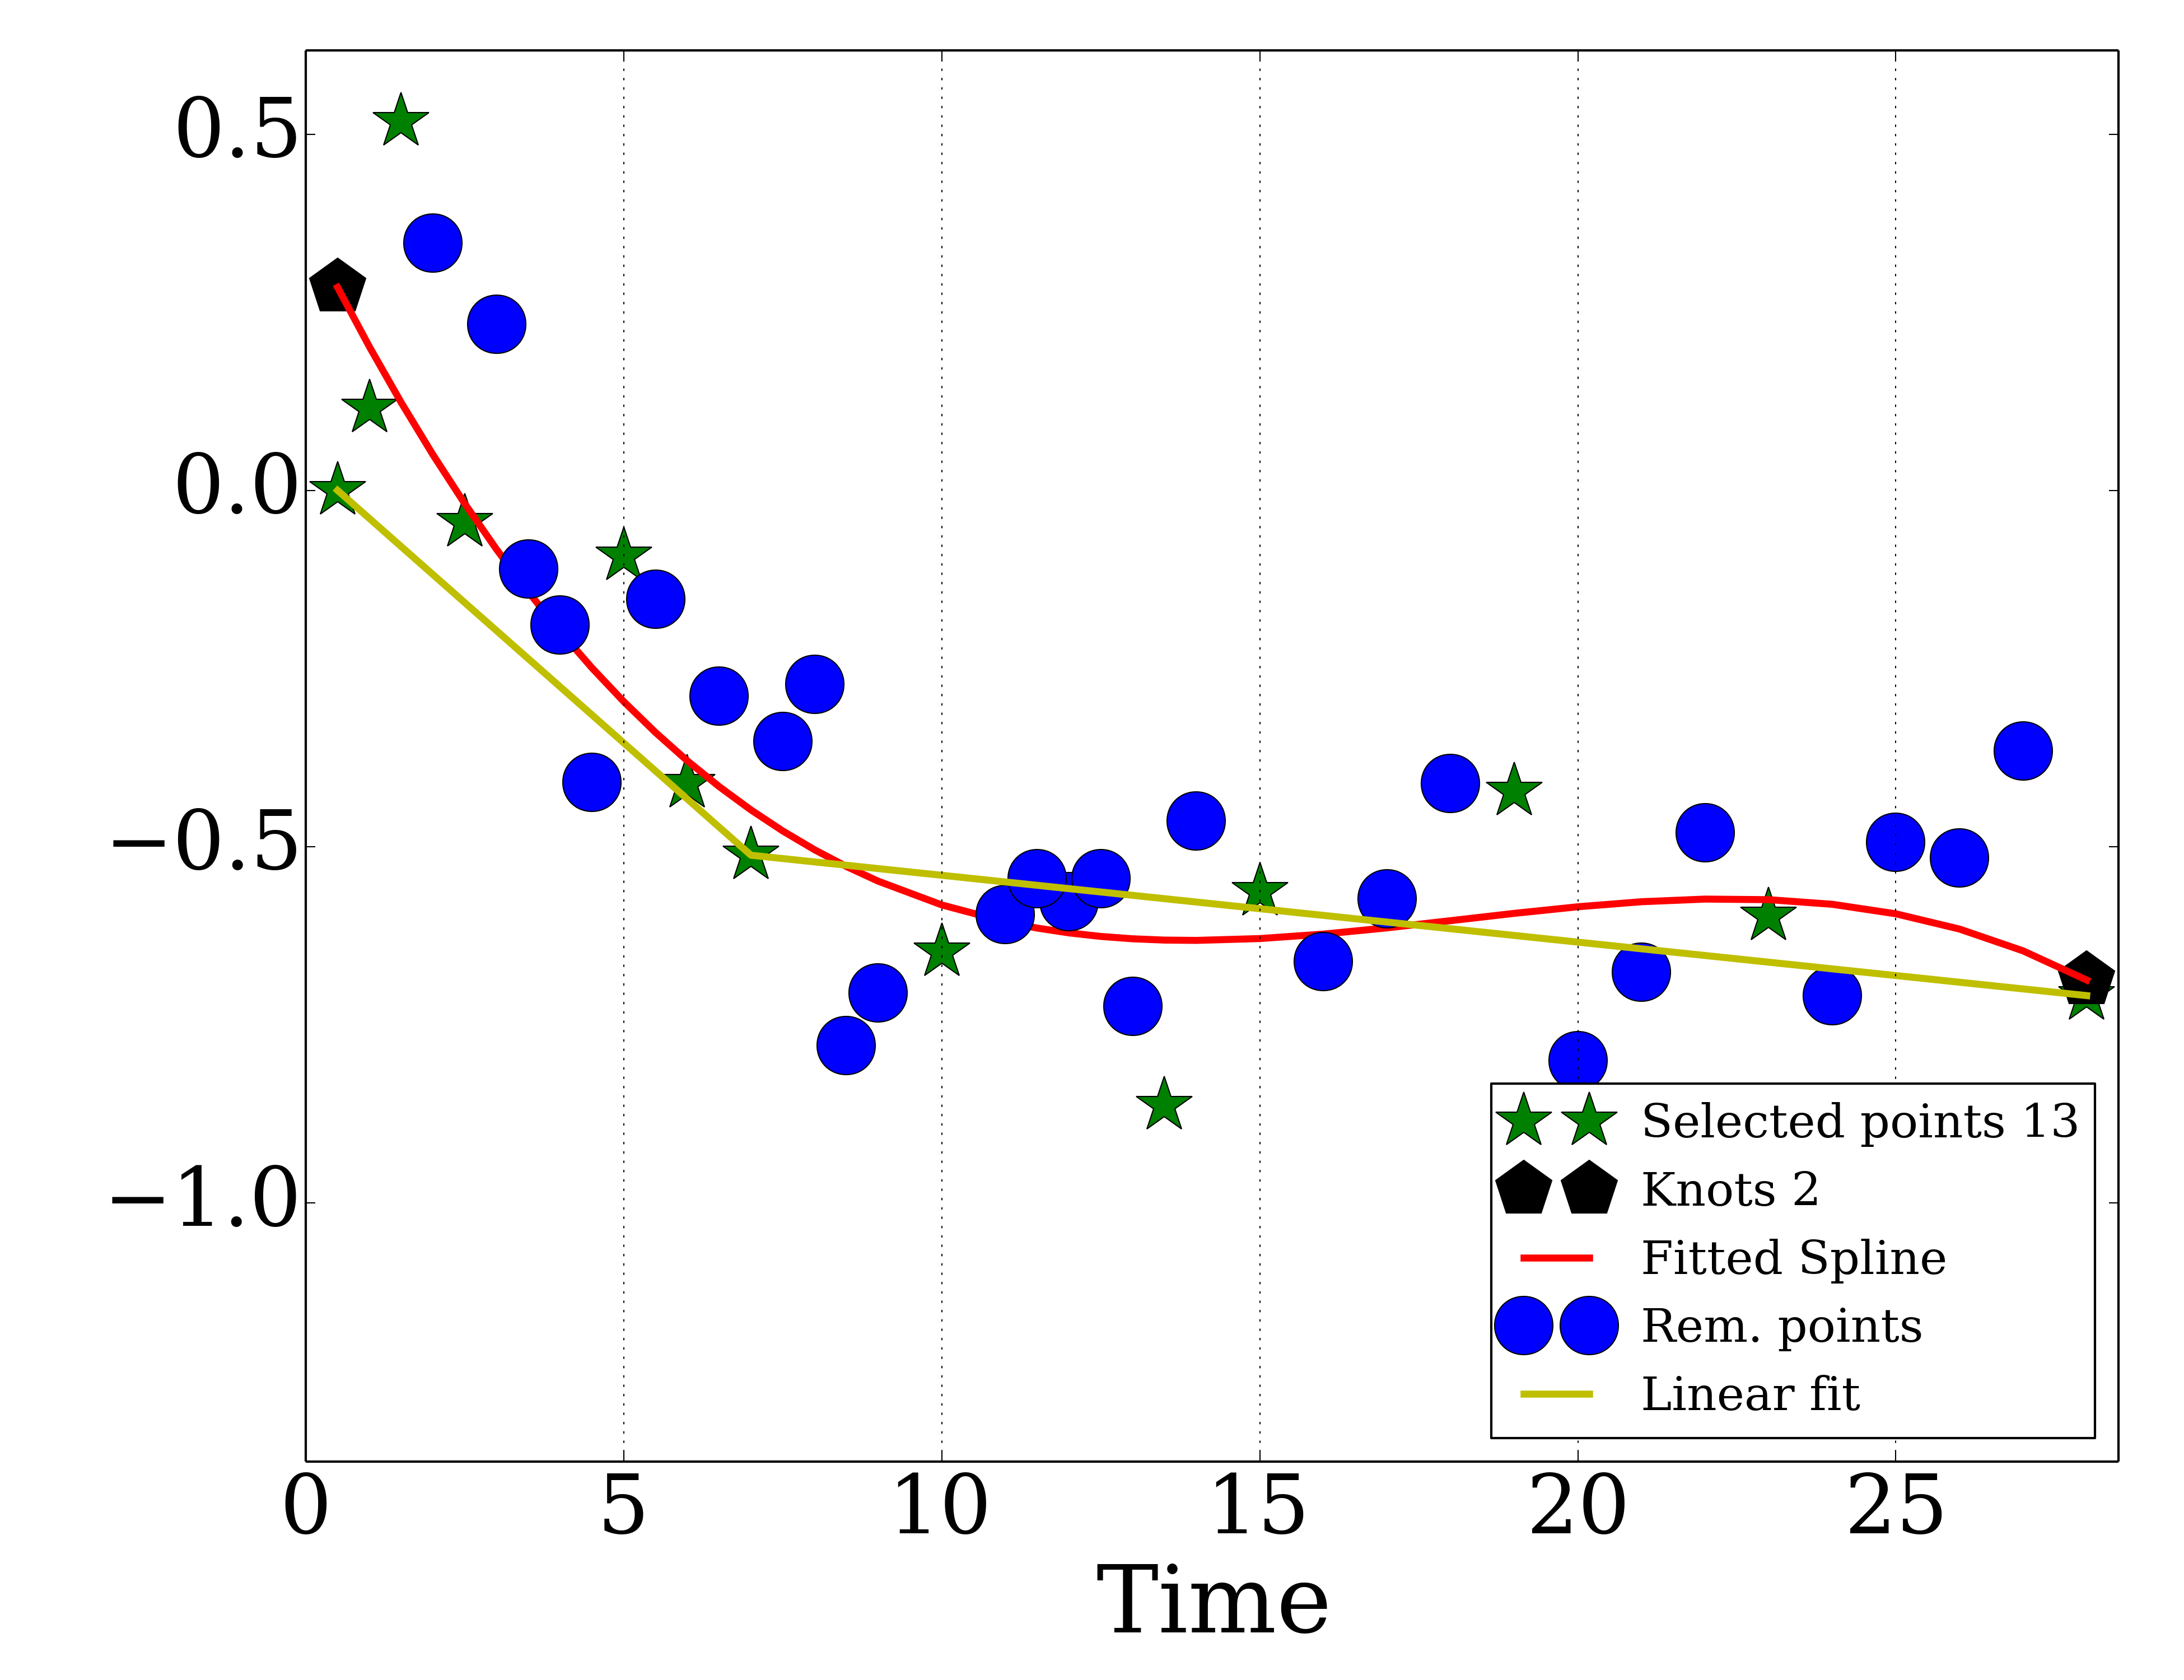 0.5
0.0
−0.5
−1.0
0 5 10 15 20 25
Time
Selected points 13
Knots 2
Fitted Spline
Rem. points
Linear fit